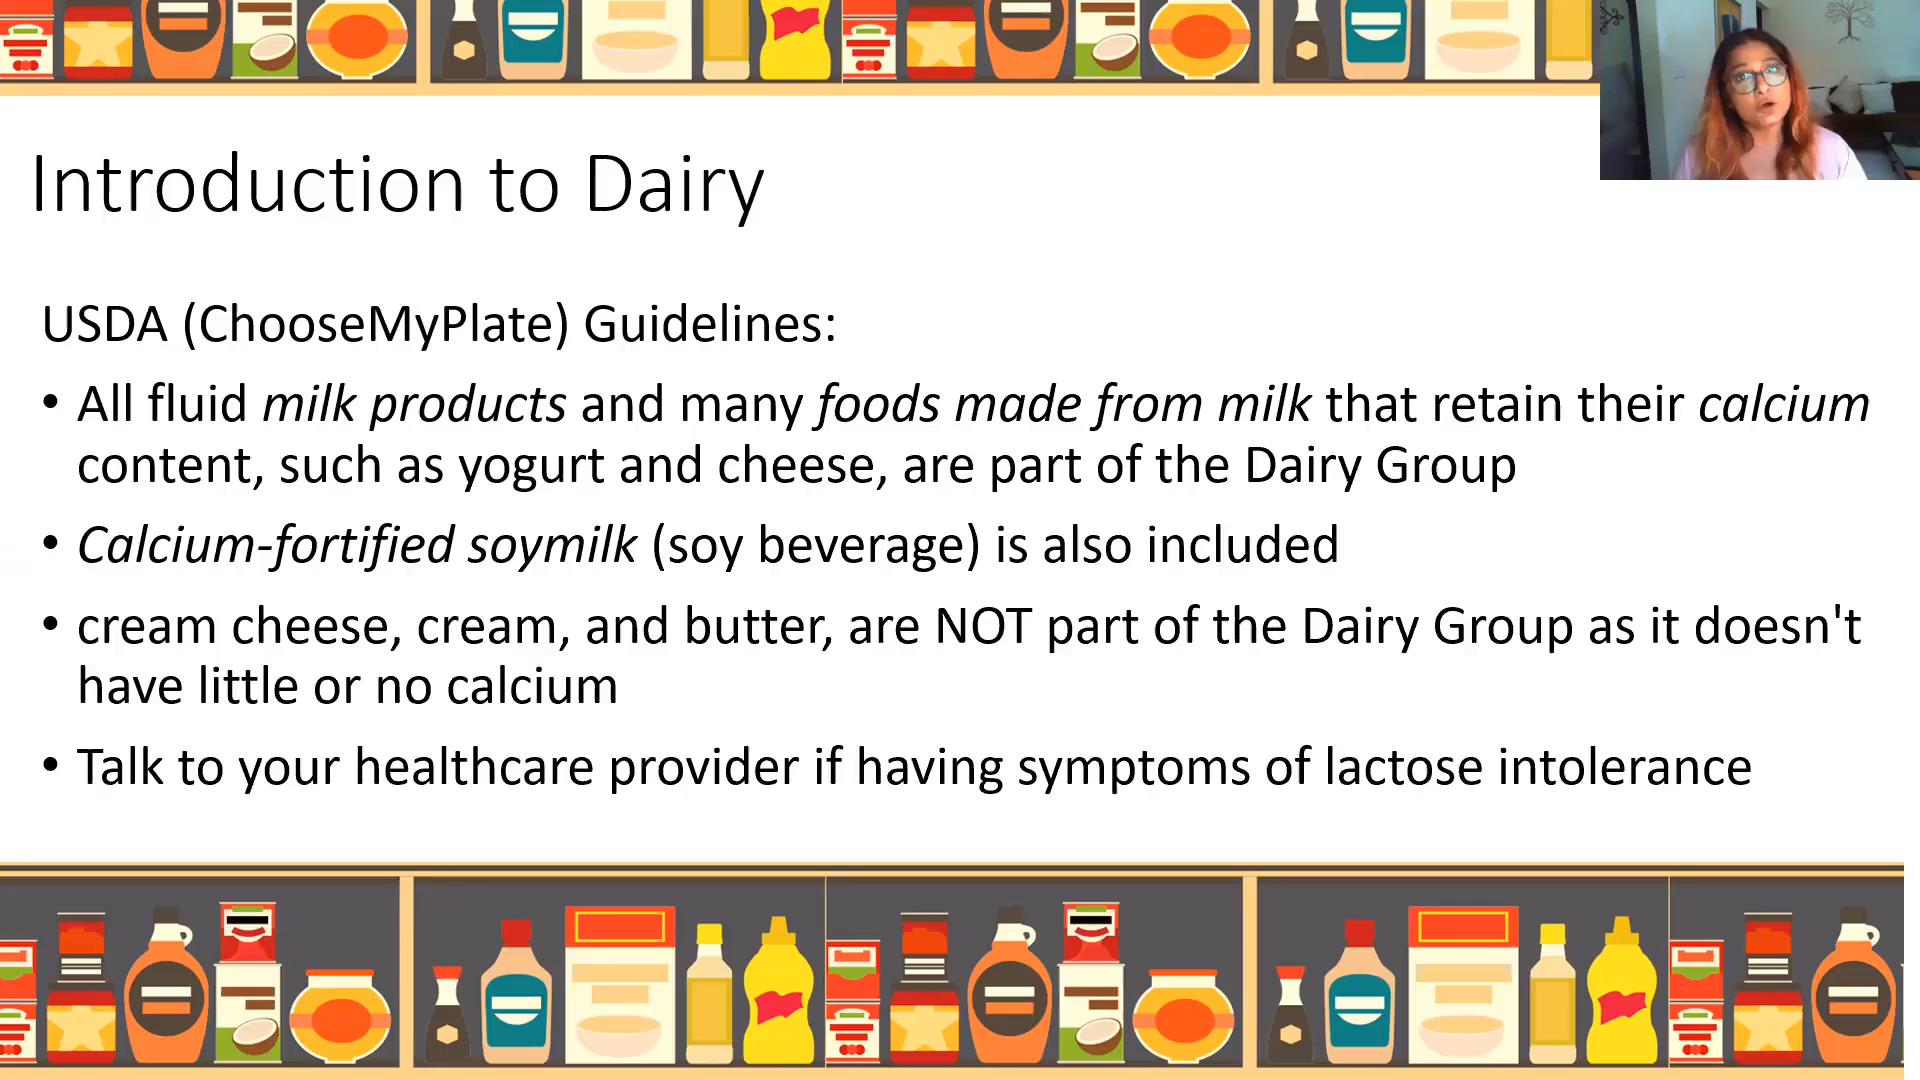 Introduction to Dairy
USDA (ChooseMyPlate) Guidelines:
• All fluid milk products and many foods made from milk that retain their calcium
content, such as yogurt and cheese, are part of the Dairy Group
• Calcium-fortified soymilk (soy beverage) is also included
• cream cheese, cream, and butter, are NOT part of the Dairy Group as it doesn't
have little or no calcium
• Talk to your healthcare provider if having symptoms of lactose intolerance